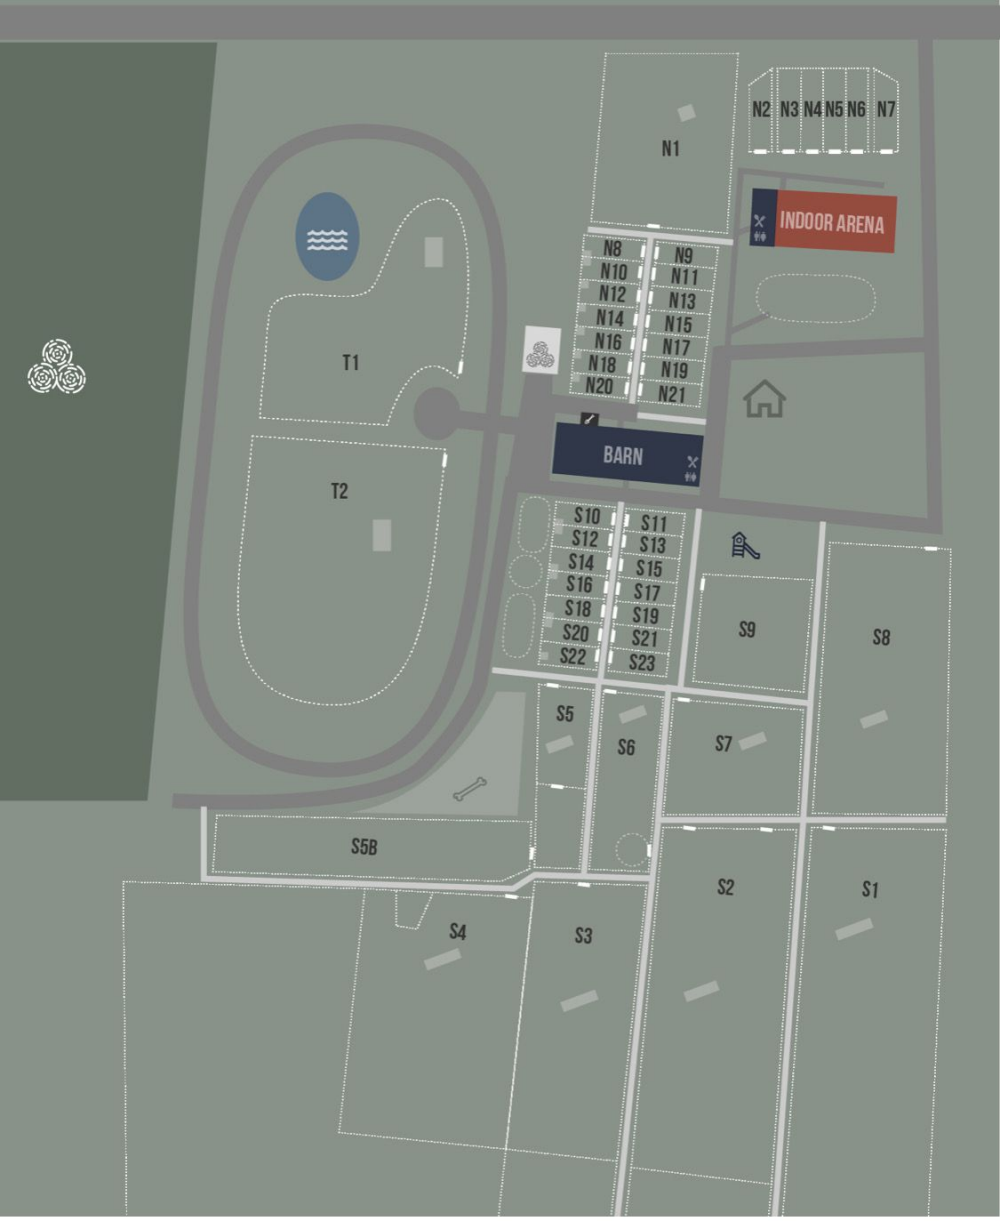 N2 N3 N4 N5 N6 N7
N1
INDOOR ARENA
N8 N9
N10 N11
N12 N13
N14 N15
N16 N17
N18 N19
N20 N21
T1
BARN
T2
S10 S11
S12 S13
S14 S15
S16 S17
S18 S19
S20 S21
S22 S23
S9
S8
S5
S6
S7
S5B
S2
S1
S4
S3